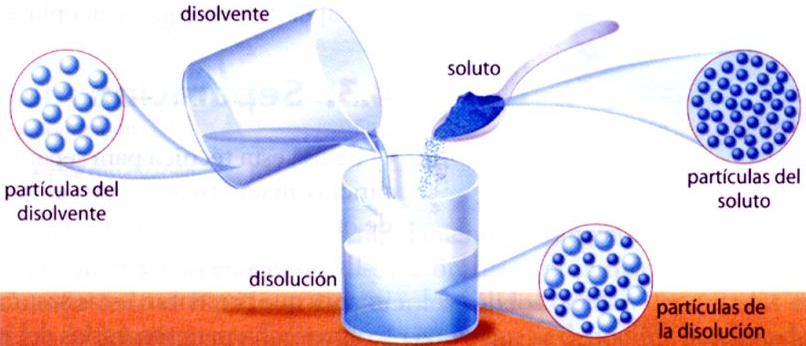 disolvente
soluto
partículas del
disolvente
partículas del
soluto
disolución
partículas de
la disolución